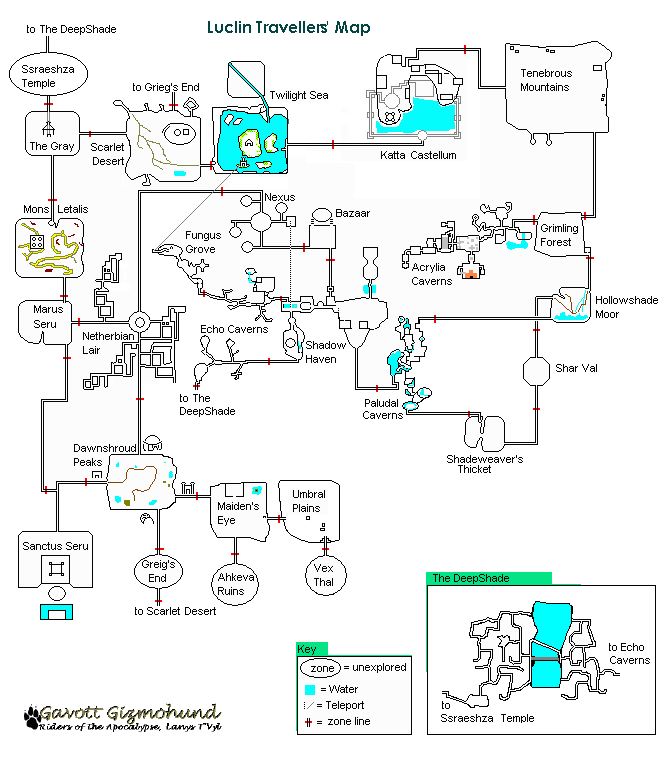 Luclin Travellers' Map
to The DeepShade
Ssraeshza
Temple
to Grieg's End
Twilight Sea
Tenebrous
Mountains
The Gray
Scarlet
Desert
Katta Castellum
Mons Letalis
Nexus
Bazaar
Fungus
Grove
Grimling
Forest
Acrylia
Caverns
Marus
Seru
Netherbian
Lair
Echo Caverns
Shadow
Haven
Hollowshade
Moor
to The
DeepShade
Paludal
Caverns
Shar Val
Dawnshroud
Peaks
Shadeweaver's
Thicket
Maiden's
Eye
Umbral
Plains
Sanctus Seru
Greig's
End
Ahkeva
Ruins
Vex
Thal
to Scarlet Desert
The DeepShade
to Echo
Caverns
to
Ssraeshza Temple
Key
zone = unexplored
= Water
= Teleport
= zone line
Gavott Gizmohund
Riders of the Apocalypse, Lanys T'Vyl